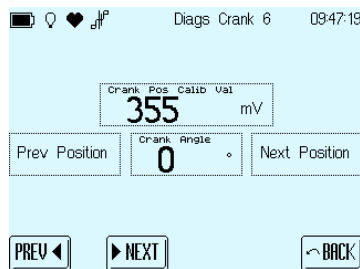 Diags Crank 6 09:47:19
Crank Pos Calib Val
355 mV
Prev Position
Crank Angle
0 °
Next Position
PREV
NEXT
BACK